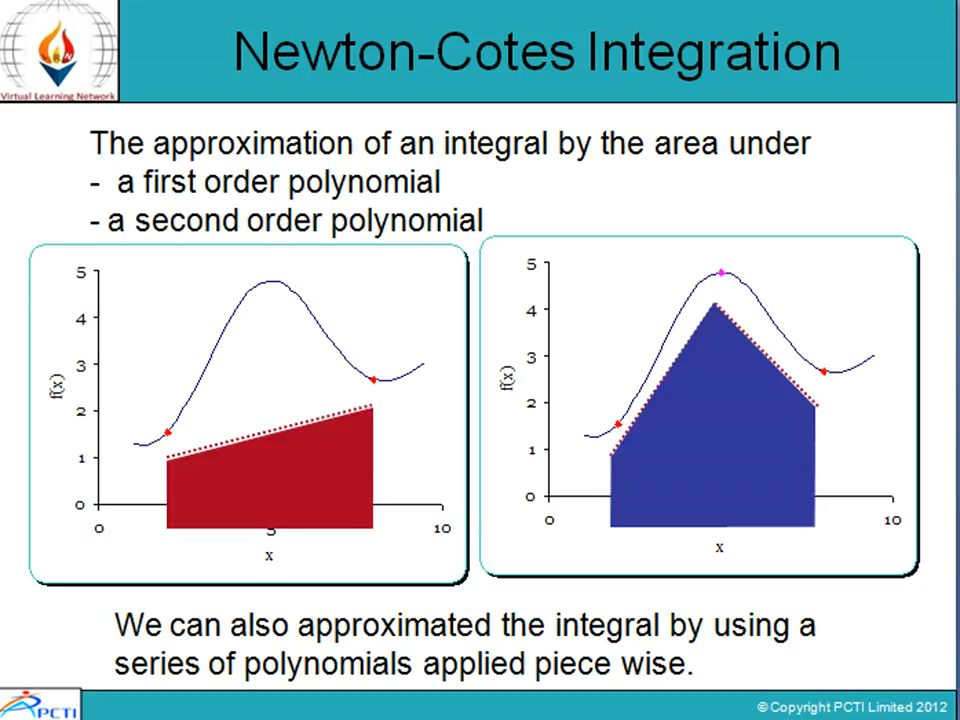 Newton-Cotes Integration
Virtual Learning Network
The approximation of an integral by the area under
- a first order polynomial
- a second order polynomial
5
4
3
2
1
0
f(x)
0
5
10
x
5
4
3
2
1
0
f(x)
0
10
x
We can also approximated the integral by using a
series of polynomials applied piece wise.
PCTI
© Copyright PCTI Limited 2012